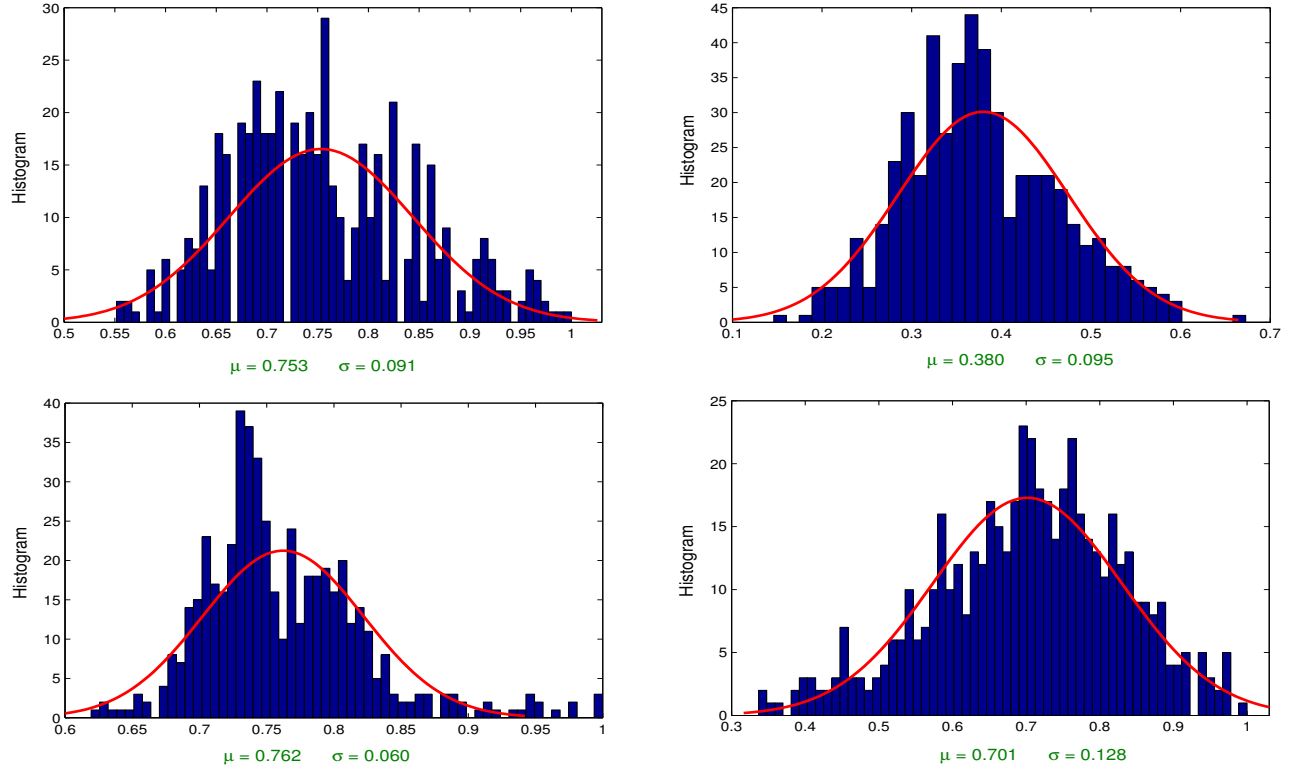 30
25
20
15
10
5
0
Histogram
0.5 0.55 0.6 0.65 0.7 0.75 0.8 0.85 0.9 0.95 1
μ = 0.753 σ = 0.091
45
40
35
30
25
20
15
10
5
0
Histogram
0.1 0.2 0.3 0.4 0.5 0.6 0.7
μ = 0.380 σ = 0.095
40
35
30
25
20
15
10
5
0
Histogram
0.6 0.65 0.7 0.75 0.8 0.85 0.9 0.95 1
μ = 0.762 σ = 0.060
25
20
15
10
5
0
Histogram
0.3 0.4 0.5 0.6 0.7 0.8 0.9 1
μ = 0.701 σ = 0.128